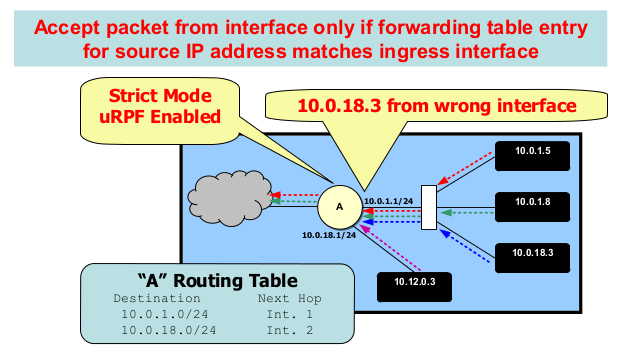 Accept packet from interface only if forwarding table entry
for source IP address matches ingress interface
Strict Mode
uRPF Enabled
10.0.18.3 from wrong interface
10.0.1.5
10.0.1.8
10.0.18.3
A
10.0.1.1/24
10.0.18.1/24
10.12.0.3
“A” Routing Table
Destination Next Hop
10.0.1.0/24 Int. 1
10.0.18.0/24 Int. 2